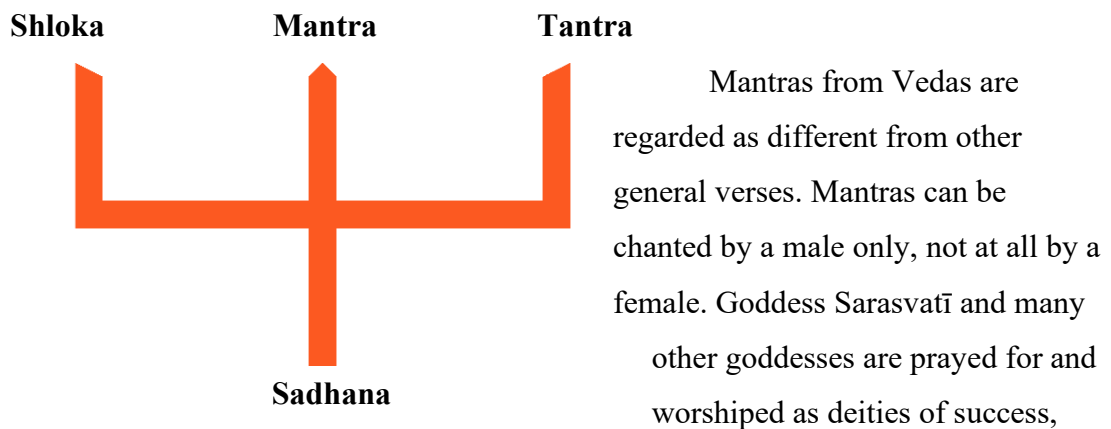 Shloka Mantra Tantra
Sadhana
Mantras from Vedas are
regarded as different from other
general verses. Mantras can be
chanted by a male only, not at all by a
female. Goddess Sarasvatī and many
other goddesses are prayed for and
worshiped as deities of success,